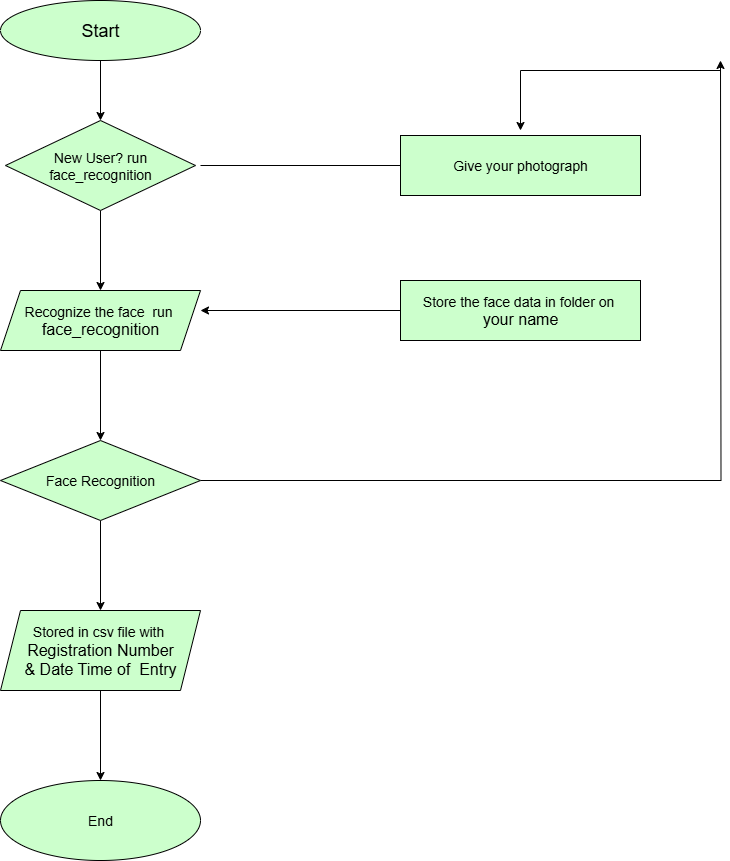 Start
New User? run
face_recognition
Give your photograph
Recognize the face run
face_recognition
Store the face data in folder on
your name
Face Recognition
Stored in csv file with
Registration Number
& Date Time of Entry
End